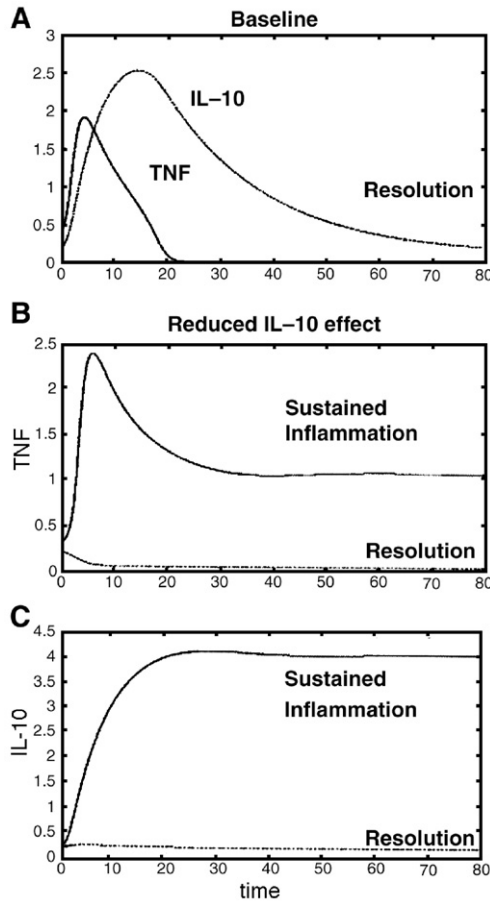 A
Baseline
3
2.5
2
1.5
1
0.5
0
IL–10
TNF
Resolution
0 10 20 30 40 50 60 70 80
B
Reduced IL–10 effect
2.5
2
1.5
1
0.5
0
TNF
Sustained
Inflammation
Resolution
0 10 20 30 40 50 60 70 80
C
4.5
4
3.5
3
2.5
2
1.5
1
0.5
0
IL-10
Sustained
Inflammation
Resolution
0 10 20 30 40 50 60 70 80
time